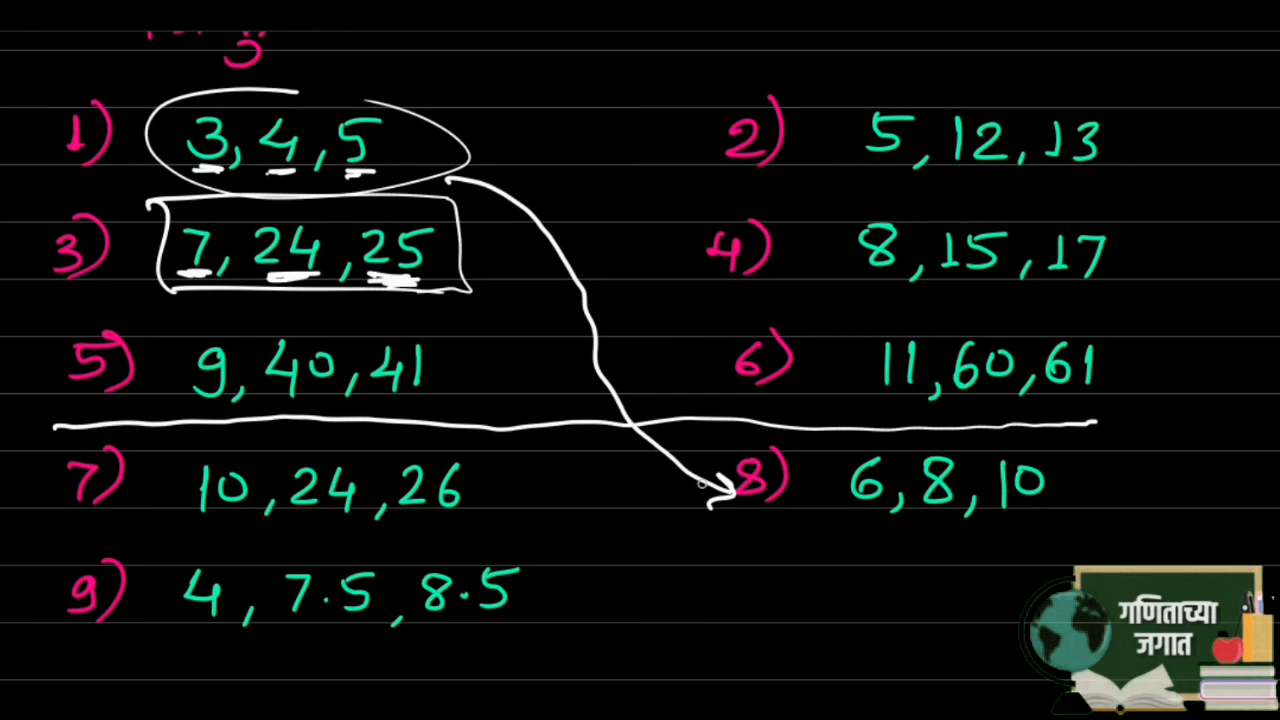 1) 3, 4, 5 2) 5, 12, 13
3) 7, 24, 25 4) 8, 15, 17
5) 9, 40, 41 6) 11, 60, 61
7) 10, 24, 26 8) 6, 8, 10
9) 4, 7.5, 8.5
गणिताच्या
जगात